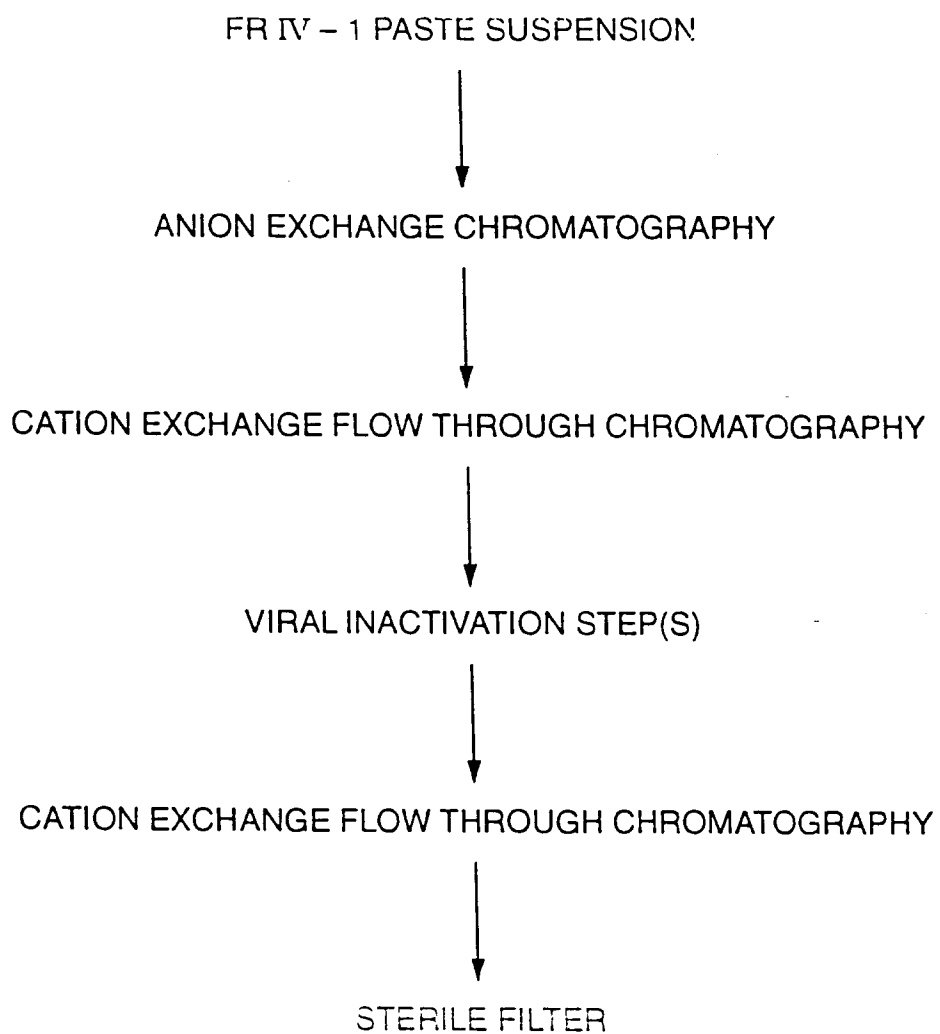 FR IV – 1 PASTE SUSPENSION
ANION EXCHANGE CHROMATOGRAPHY
CATION EXCHANGE FLOW THROUGH CHROMATOGRAPHY
VIRAL INACTIVATION STEP(S)
CATION EXCHANGE FLOW THROUGH CHROMATOGRAPHY
STERILE FILTER